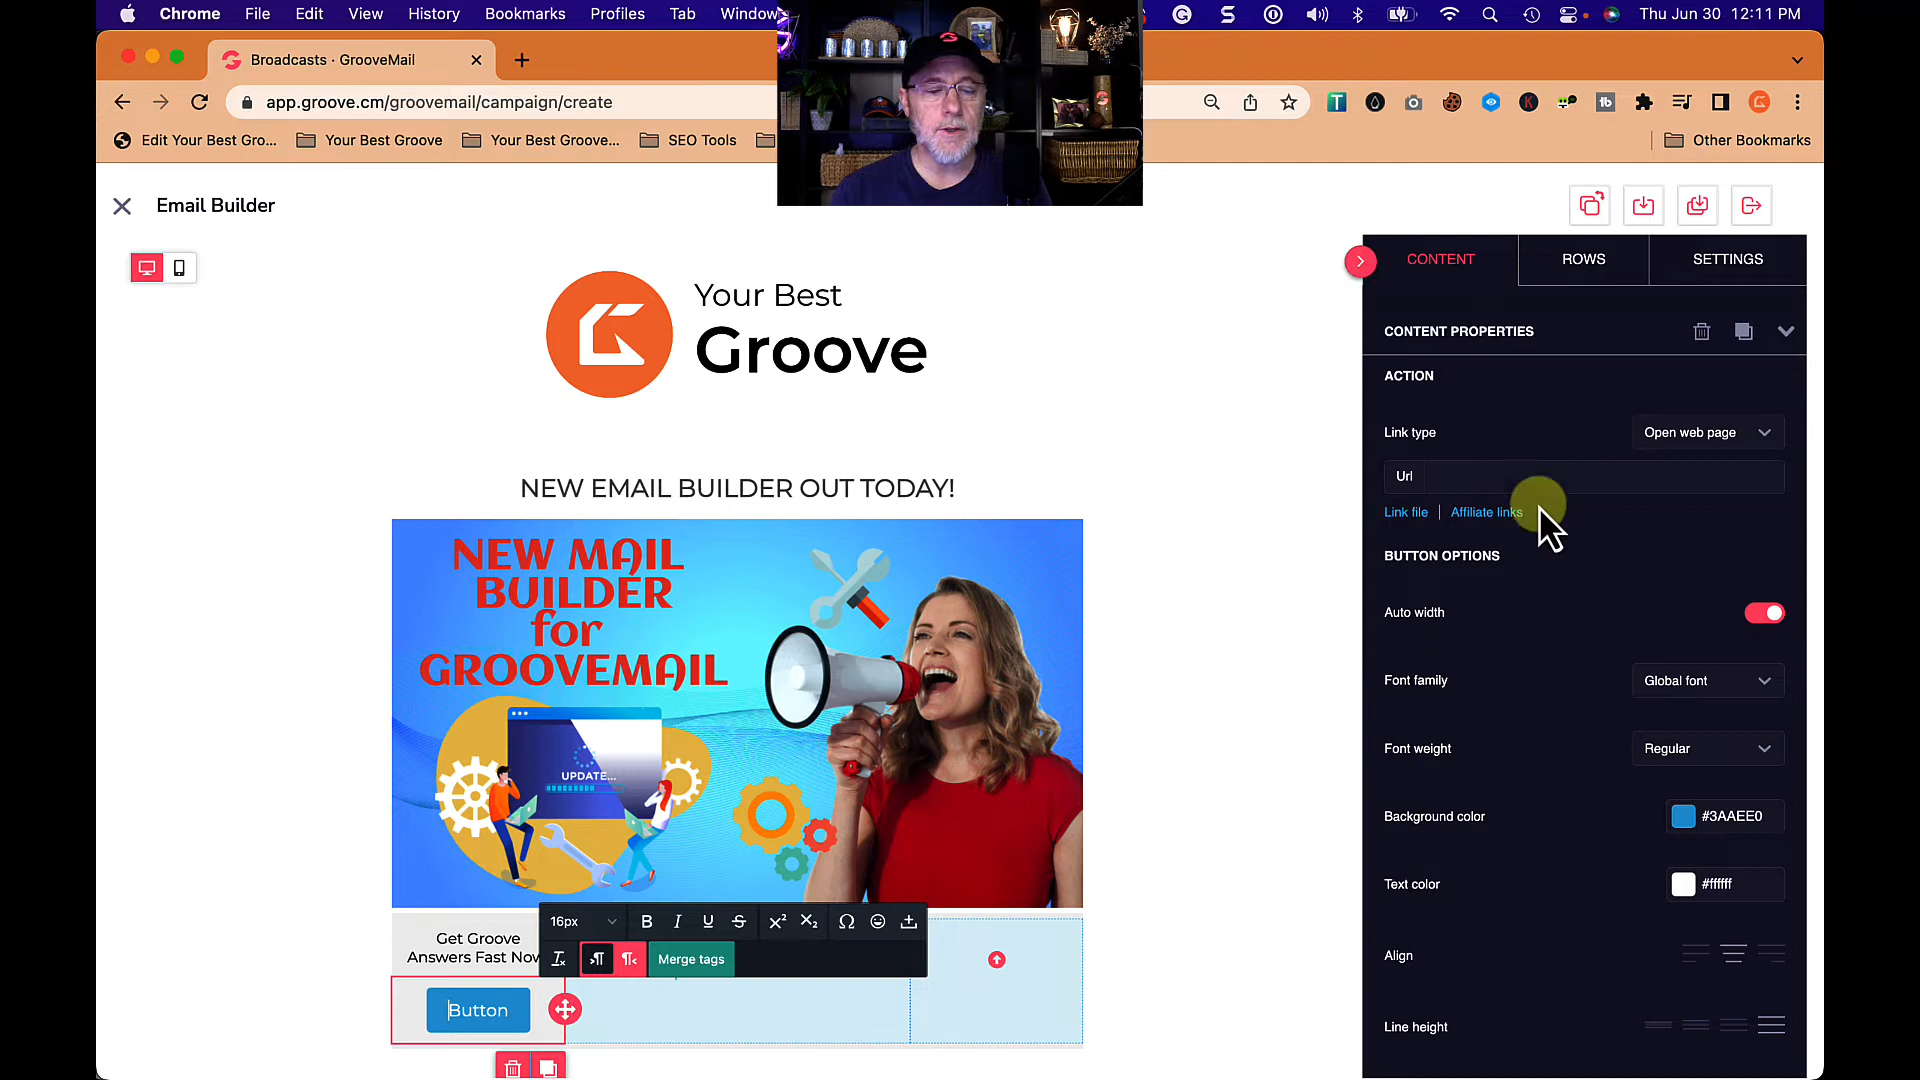 Chrome File Edit View History Bookmarks Profiles Tab Window Thu Jun 30 12:11 PM
Broadcasts · GrooveMail
app.groove.cm/groovemail/campaign/create
Edit Your Best Gro... Your Best Groove Your Best Groove... SEO Tools Other Bookmarks
Email Builder
CONTENT ROWS SETTINGS
Your Best
Groove
CONTENT PROPERTIES
ACTION
Link type Open web page
Url
Link file | Affiliate links
BUTTON OPTIONS
Auto width
Font family Global font
Font weight Regular
Background color #3AAEE0
Text color #ffffff
Align
Line height
NEW EMAIL BUILDER OUT TODAY!
NEW MAIL
BUILDER
for
GROOVEMAIL
UPDATE...
16px B I U S X² X₂ Ω
Merge tags
Get Groove
Answers Fast Now
Button